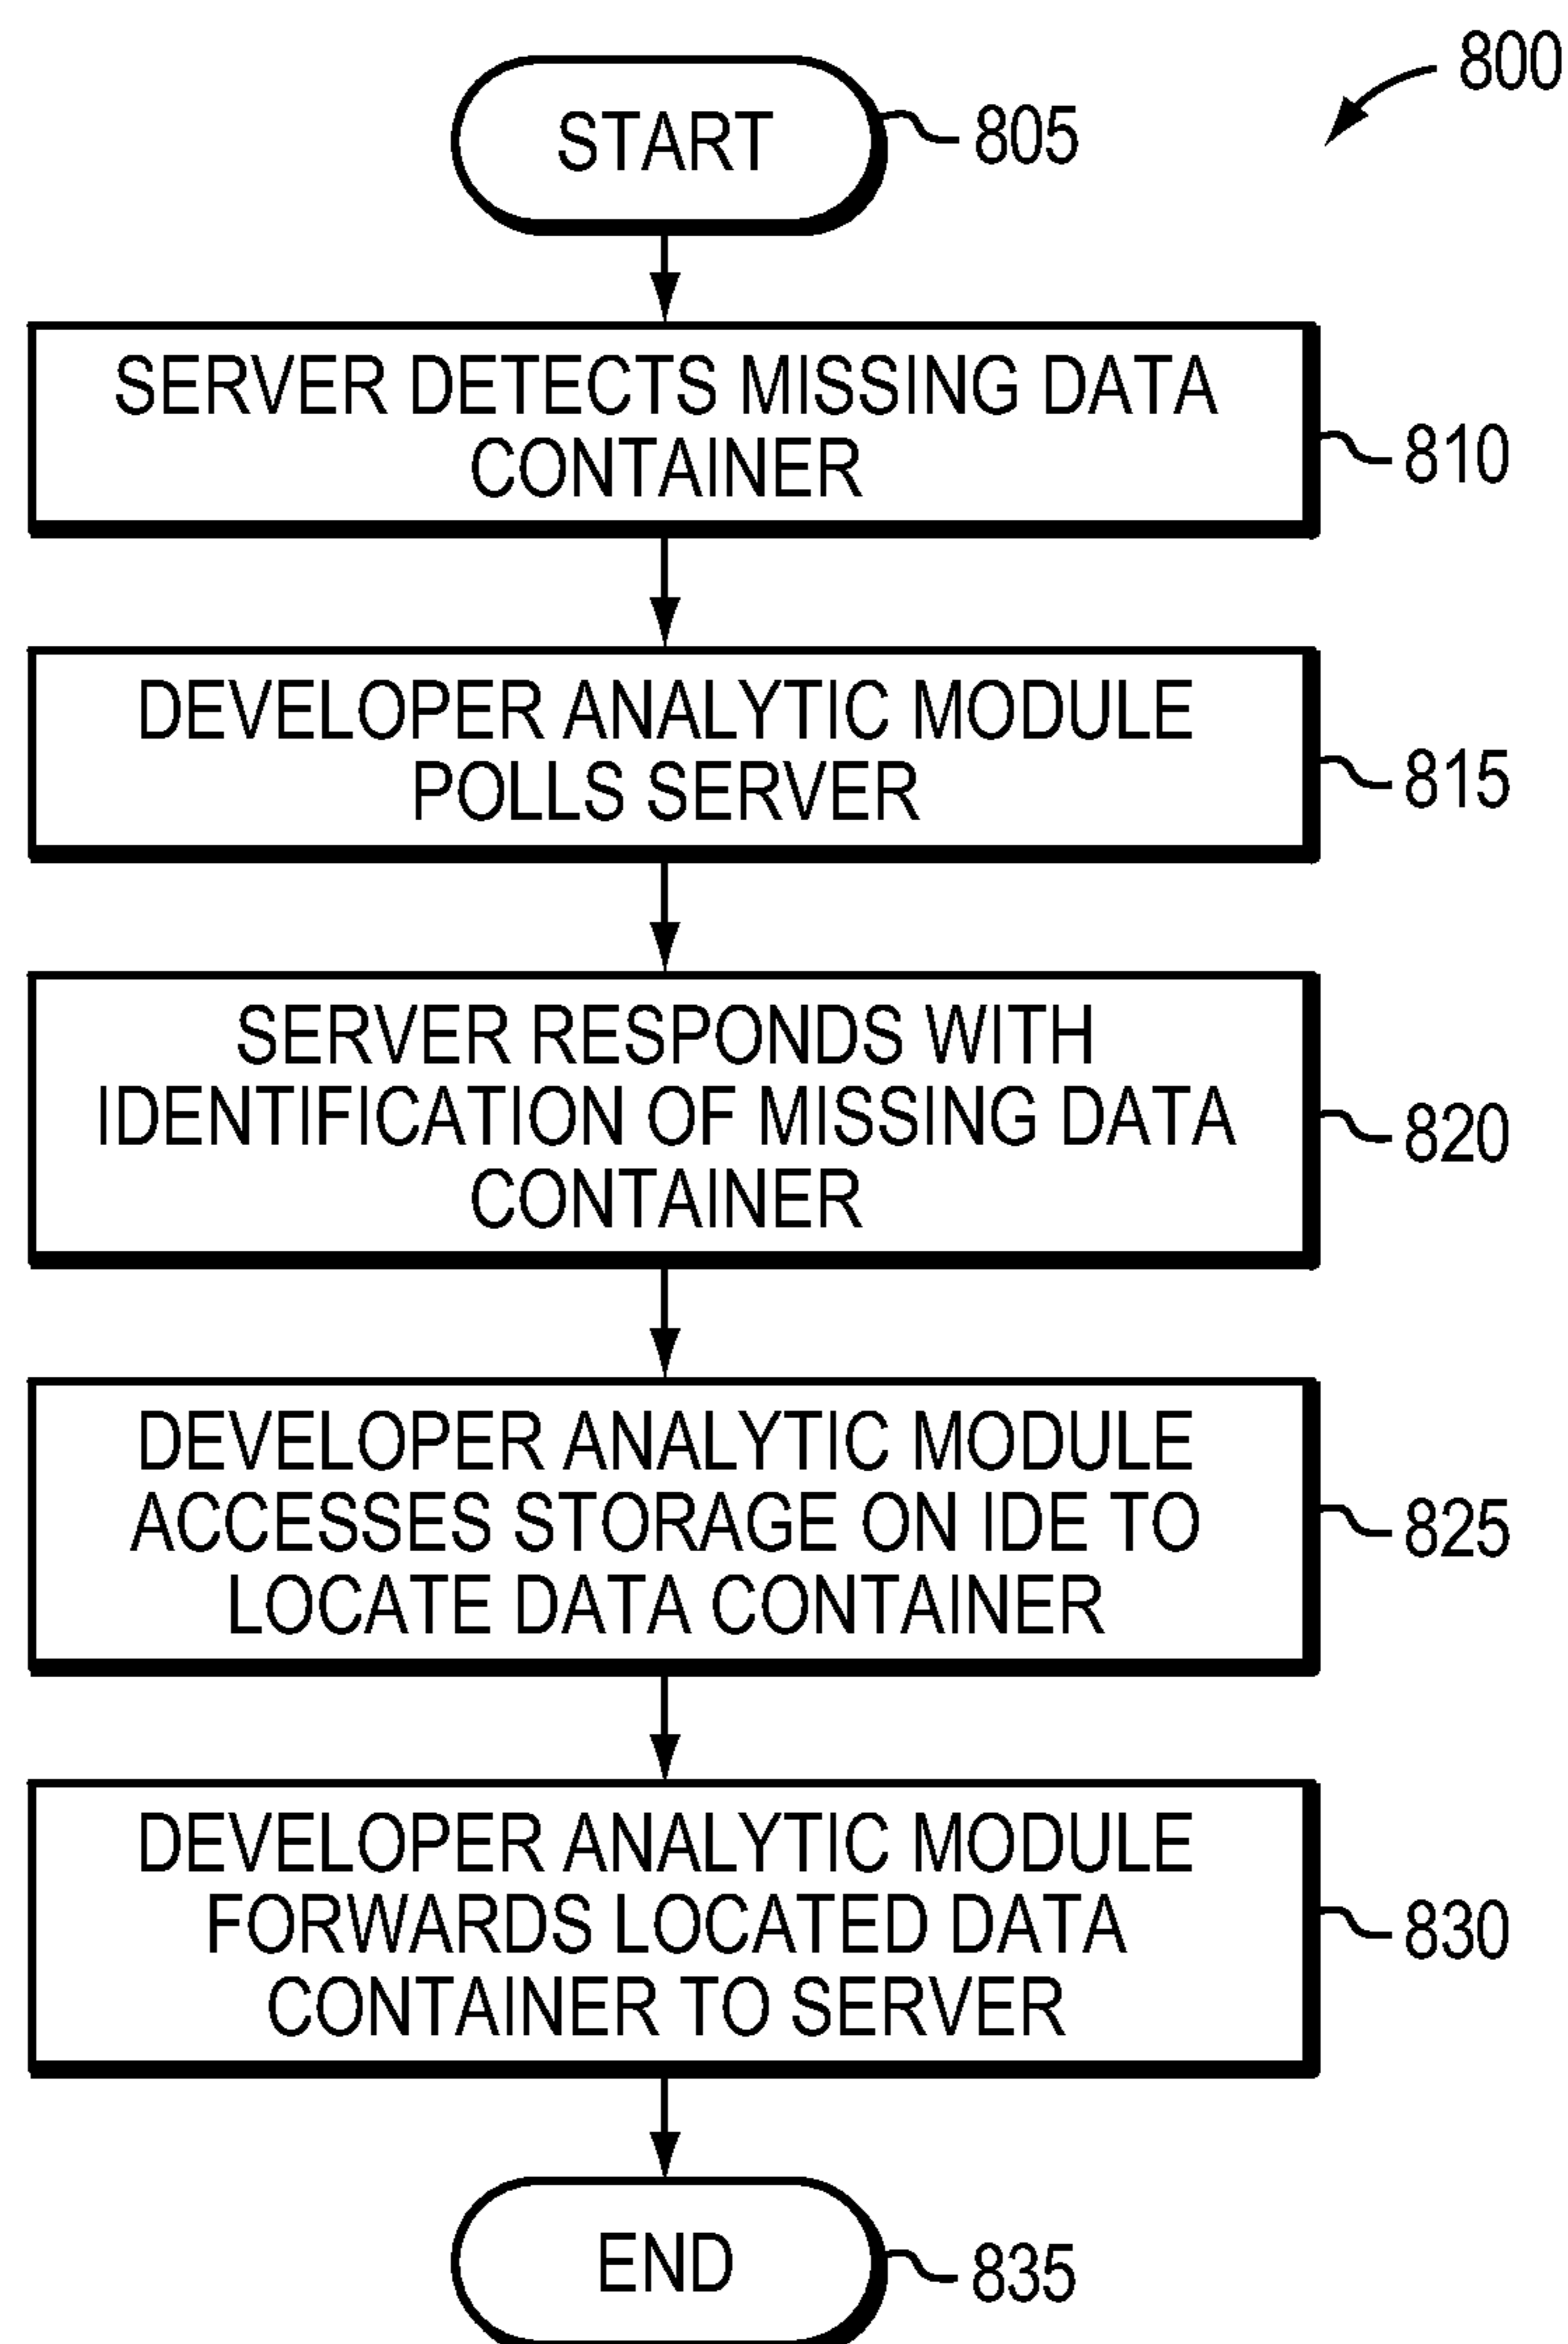 800
START
805
SERVER DETECTS MISSING DATA
CONTAINER
810
DEVELOPER ANALYTIC MODULE
POLLS SERVER
815
SERVER RESPONDS WITH
IDENTIFICATION OF MISSING DATA
CONTAINER
820
DEVELOPER ANALYTIC MODULE
ACCESSES STORAGE ON IDE TO
LOCATE DATA CONTAINER
825
DEVELOPER ANALYTIC MODULE
FORWARDS LOCATED DATA
CONTAINER TO SERVER
830
END
835